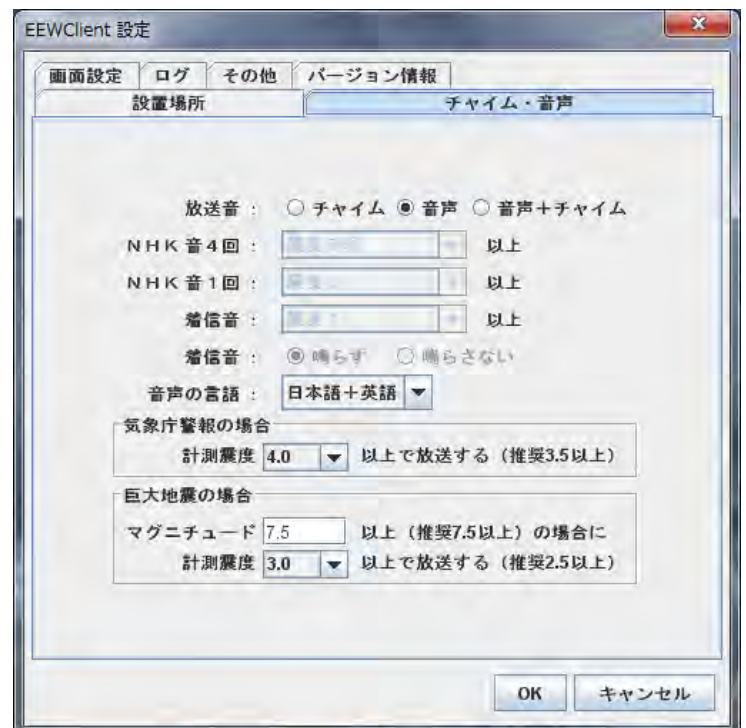 EEWClient 設定
画面設定 ログ その他 バージョン情報
設置場所 チャイム・音声
放送音： チャイム 音声 音声＋チャイム
ＮＨＫ音４回： 以上
ＮＨＫ音１回： 以上
着信音： 以上
着信音： 鳴らす 鳴らさない
音声の言語： 日本語＋英語
気象庁警報の場合
計測震度 4.0 以上で放送する（推奨3.5以上）
巨大地震の場合
マグニチュード 7.5 以上（推奨7.5以上）の場合に
計測震度 3.0 以上で放送する（推奨2.5以上）
OK キャンセル